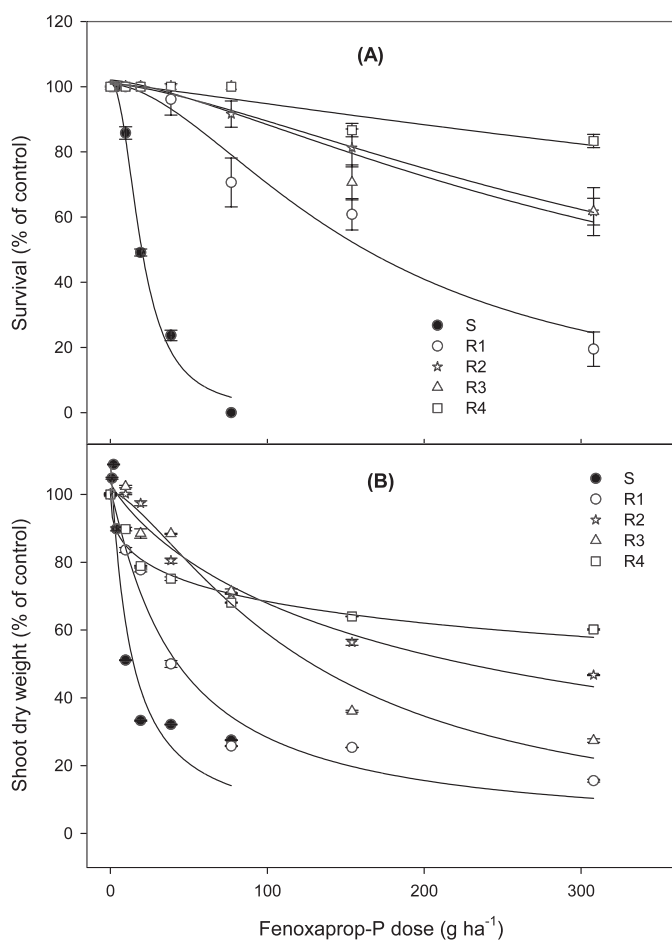 (A)
Survival (% of control)
120
100
80
60
40
20
0
S
R1
R2
R3
R4
(B)
Shoot dry weight (% of control)
100
80
60
40
20
0
S
R1
R2
R3
R4
0 100 200 300
Fenoxaprop-P dose (g ha⁻¹)